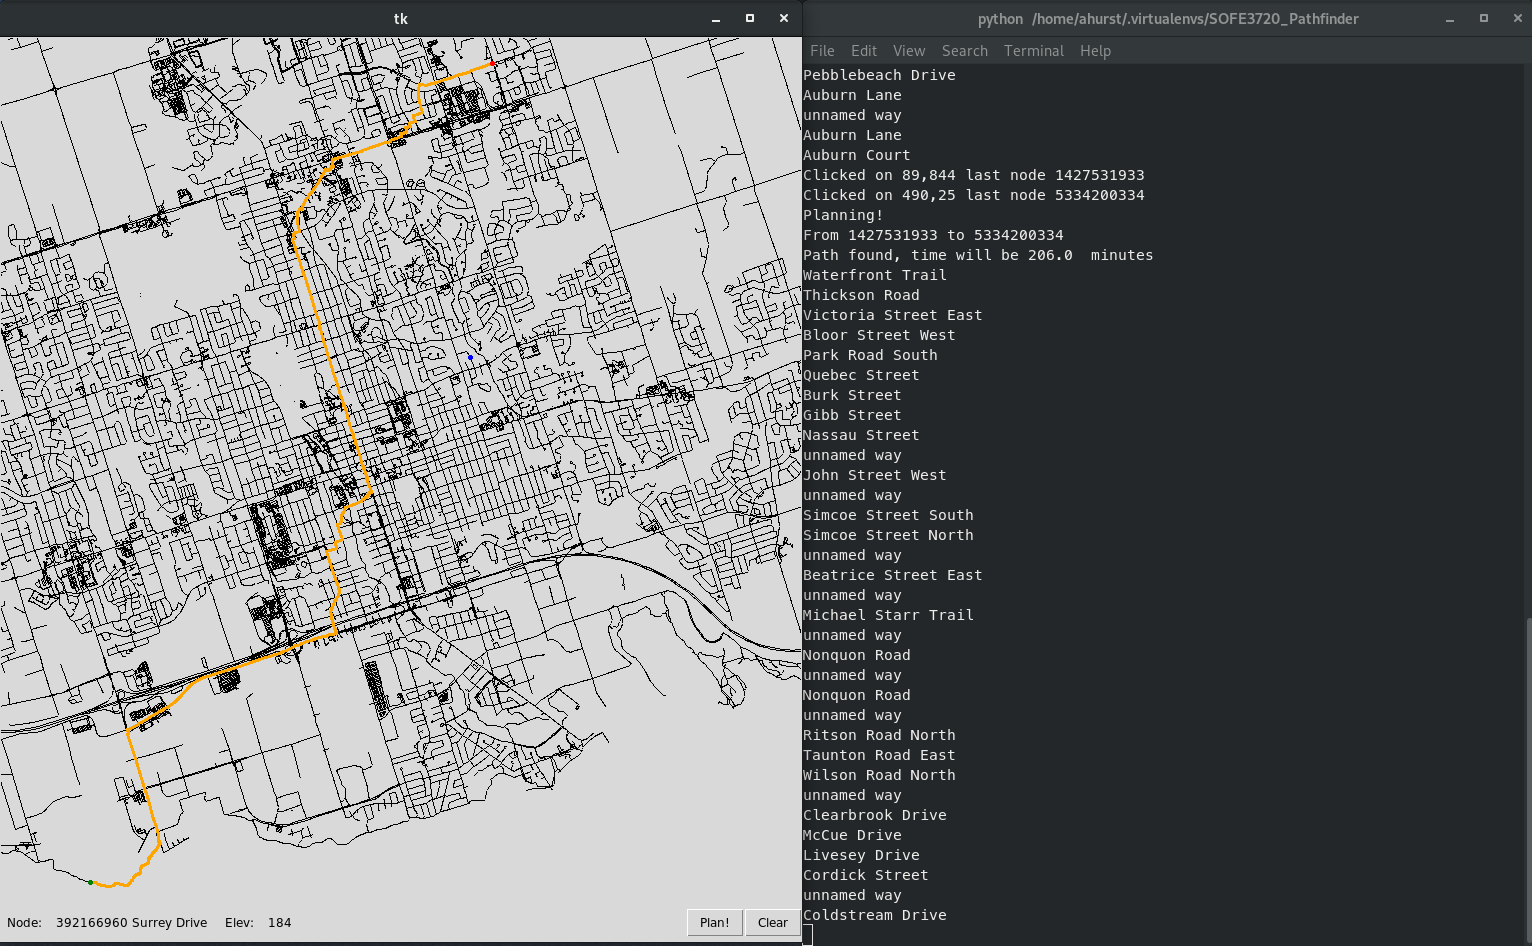 tk
Node: 392166960 Surrey Drive Elev: 184
Plan!
Clear
python /home/ahurst/.virtualenvs/SOFE3720_Pathfinder
File Edit View Search Terminal Help
Pebblebeach Drive
Auburn Lane
unnamed way
Auburn Lane
Auburn Court
Clicked on 89,844 last node 1427531933
Clicked on 490,25 last node 5334200334
Planning!
From 1427531933 to 5334200334
Path found, time will be 206.0  minutes
Waterfront Trail
Thickson Road
Victoria Street East
Bloor Street West
Park Road South
Quebec Street
Burk Street
Gibb Street
Nassau Street
unnamed way
John Street West
unnamed way
Simcoe Street South
Simcoe Street North
unnamed way
Beatrice Street East
unnamed way
Michael Starr Trail
unnamed way
Nonquon Road
unnamed way
Nonquon Road
unnamed way
Ritson Road North
Taunton Road East
Wilson Road North
unnamed way
Clearbrook Drive
McCue Drive
Livesey Drive
Cordick Street
unnamed way
Coldstream Drive